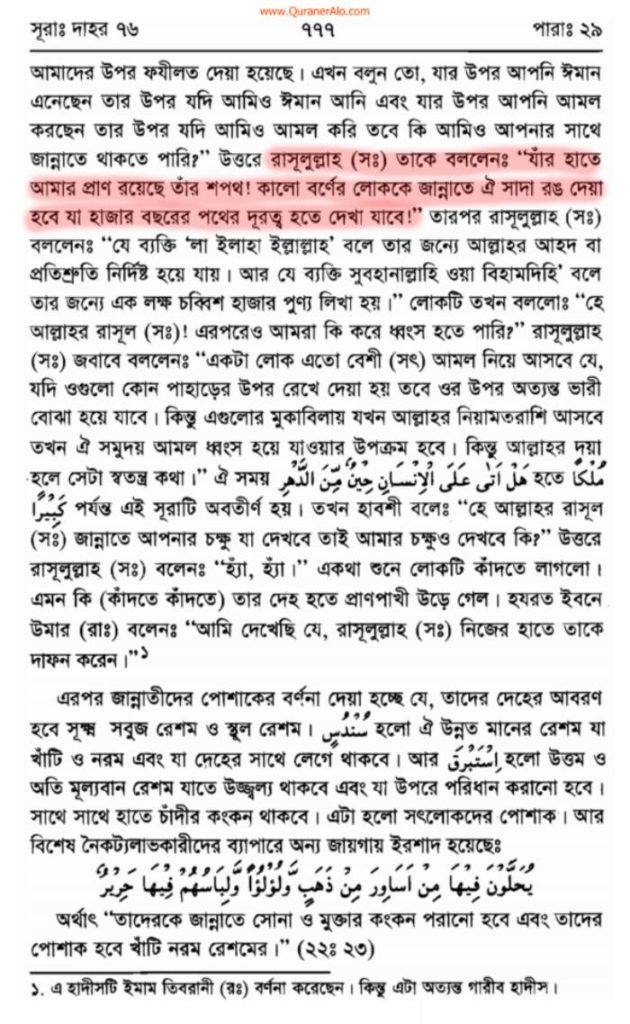 www.QuranerAlo.com
সূরাঃ দাহর ৭৬ ৭৭৭ পারাঃ ২৯
আমাদের উপর ফযীলত দেয়া হয়েছে। এখন বলুন তো, যার উপর আপনি ঈমান
এনেছেন তার উপর যদি আমিও ঈমান আনি এবং যার উপর আপনি আমল
করছেন তার উপর যদি আমিও আমল করি তবে কি আমিও আপনার সাথে
জান্নাতে থাকতে পারি?” উত্তরে রাসূলুল্লাহ (সঃ) তাকে বললেনঃ “যাঁর হাতে
আমার প্রাণ রয়েছে তাঁর শপথ! কালো বর্ণের লোককে জান্নাতে ঐ সাদা রঙ দেয়া
হবে যা হাজার বছরের পথের দূরত্ব হতে দেখা যাবে!” তারপর রাসূলুল্লাহ (সঃ)
বললেনঃ “যে ব্যক্তি ‘লা ইলাহা ইল্লাল্লাহ’ বলে তার জন্যে আল্লাহর আহদ বা
প্রতিশ্রুতি নির্দিষ্ট হয়ে যায়। আর যে ব্যক্তি সুবহানাল্লাহি ওয়া বিহামদিহি’ বলে
তার জন্যে এক লক্ষ চব্বিশ হাজার পুণ্য লিখা হয়।” লোকটি তখন বললোঃ “হে
আল্লাহর রাসূল (সঃ)! এরপরেও আমরা কি করে ধ্বংস হতে পারি?” রাসূলুল্লাহ
(সঃ) জবাবে বললেনঃ “একটা লোক এতো বেশী (সৎ) আমল নিয়ে আসবে যে,
যদি ওগুলো কোন পাহাড়ের উপর রেখে দেয়া হয় তবে ওর উপর অত্যন্ত ভারী
বোঝা হয়ে যাবে। কিন্তু এগুলোর মুকাবিলায় যখন আল্লাহর নিয়ামতরাশি আসবে
তখন ঐ সমুদয় আমল ধ্বংস হয়ে যাওয়ার উপক্রম হবে। কিন্তু আল্লাহর দয়া
হলে সেটা স্বতন্ত্র কথা।” ঐ সময় هَلْ اَتٰى عَلَى الْاِنْسَانِ حِيْنٌ مِّنَ الدَّهْرِ হতে مُلْكًا
كَبِيْرًا পর্যন্ত এই সূরাটি অবতীর্ণ হয়। তখন হাবশী বলেঃ “হে আল্লাহর রাসূল
(সঃ) জান্নাতে আপনার চক্ষু যা দেখবে তাই আমার চক্ষুও দেখবে কি?” উত্তরে
রাসূলুল্লাহ (সঃ) বলেনঃ “হ্যাঁ, হ্যাঁ।” একথা শুনে লোকটি কাঁদতে লাগলো।
এমন কি (কাঁদতে কাঁদতে) তার দেহ হতে প্রাণপাখী উড়ে গেল। হযরত ইবনে
উমার (রাঃ) বলেনঃ “আমি দেখেছি যে, রাসূলুল্লাহ (সঃ) নিজের হাতে তাকে
দাফন করেন।”১
এরপর জান্নাতীদের পোশাকের বর্ণনা দেয়া হচ্ছে যে, তাদের দেহের আবরণ
হবে সূক্ষ্ম সবুজ রেশম ও স্থূল রেশম। سُنْدُسٍ হলো ঐ উন্নত মানের রেশম যা
খাঁটি ও নরম এবং যা দেহের সাথে লেগে থাকবে। আর اِسْتَبْرَقٍ হলো উত্তম ও
অতি মূল্যবান রেশম যাতে উজ্জ্বল্য থাকবে এবং যা উপরে পরিধান করানো হবে।
সাথে সাথে হাতে চাঁদীর কংকন থাকবে। এটা হলো সৎলোকদের পোশাক। আর
বিশেষ নৈকট্যলাভকারীদের ব্যাপারে অন্য জায়গায় ইরশাদ হয়েছেঃ
يُحَلَّوْنَ فِيْهَا مِنْ اَسَاوِرَ مِنْ ذَهَبٍ وَّلُؤْلُؤًا وَلِبَاسُهُمْ فِيْهَا حَرِيْرٌ
অর্থাৎ “তাদেরকে জান্নাতে সোনা ও মুক্তার কংকন পরানো হবে এবং তাদের
পোশাক হবে খাঁটি নরম রেশমের।” (২২ঃ ২৩)
১. এ হাদীসটি ইমাম তিবরানী (রঃ) বর্ণনা করেছেন। কিন্তু এটা অত্যন্ত গারীব হাদীস।